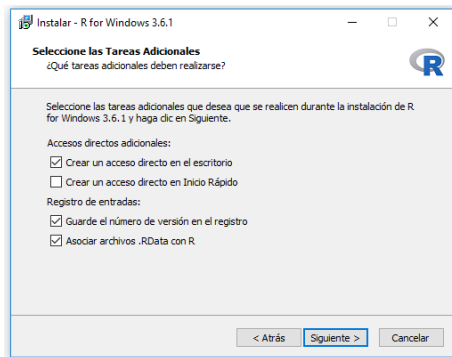 Instalar - R for Windows 3.6.1
Seleccione las Tareas Adicionales
¿Qué tareas adicionales deben realizarse?
R
Seleccione las tareas adicionales que desea que se realicen durante la instalación de R
for Windows 3.6.1 y haga clic en Siguiente.
Accesos directos adicionales:
Crear un acceso directo en el escritorio
Crear un acceso directo en Inicio Rápido
Registro de entradas:
Guarde el número de versión en el registro
Asociar archivos .RData con R
< Atrás Siguiente > Cancelar